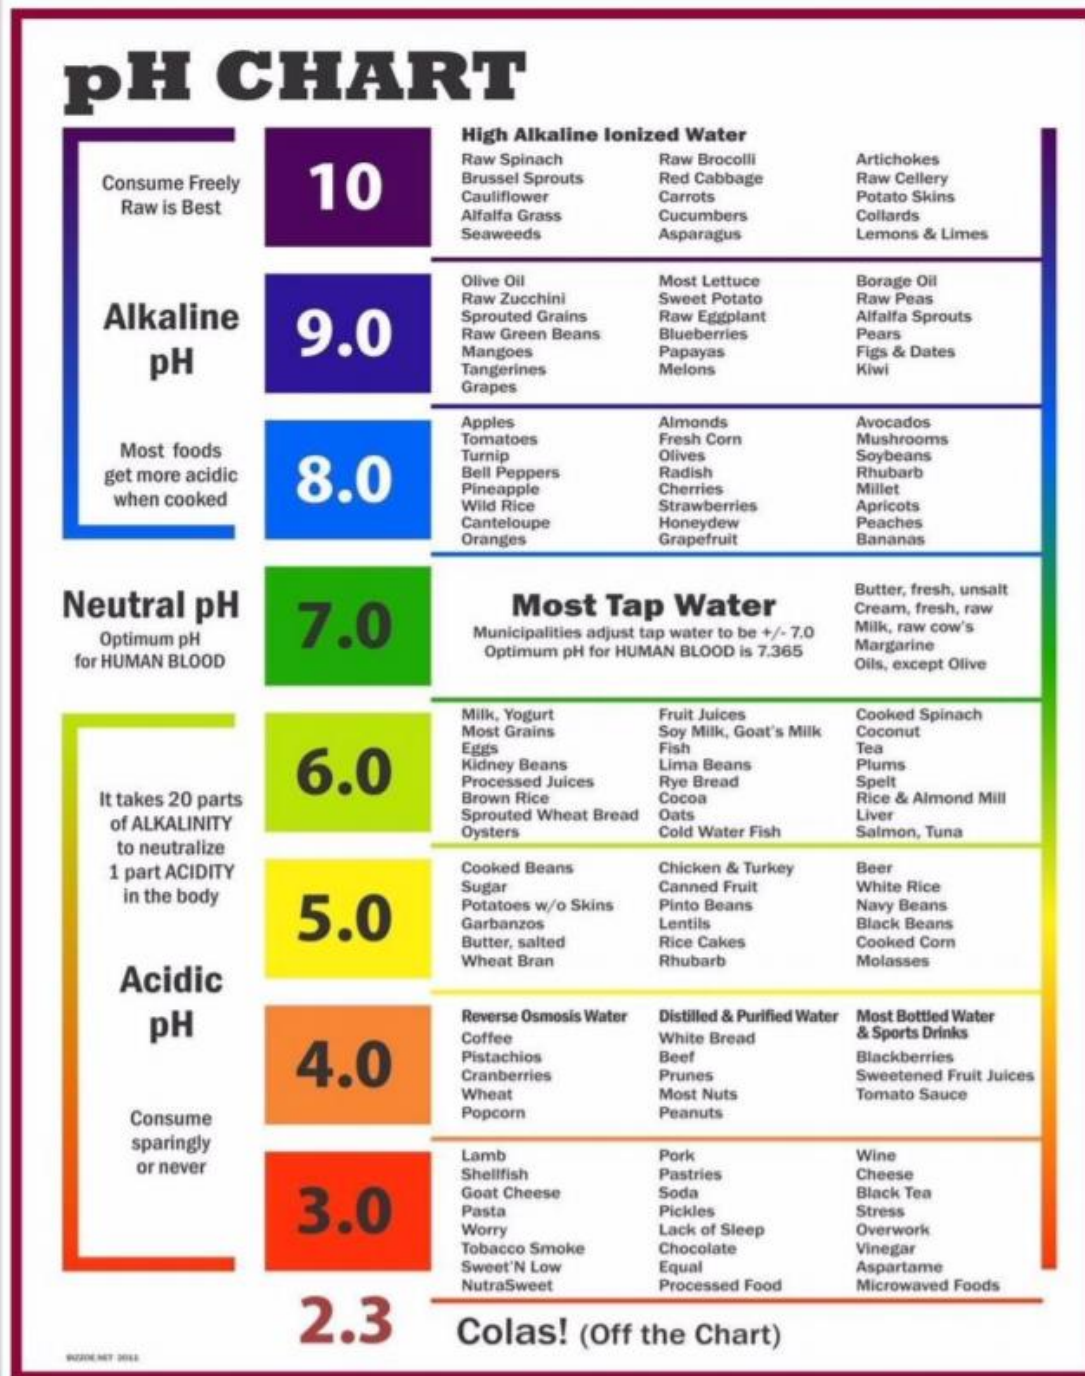 pH CHART
Consume Freely
Raw is Best
10
High Alkaline Ionized Water
Raw Spinach
Brussel Sprouts
Cauliflower
Alfalfa Grass
Seaweeds
Raw Brocolli
Red Cabbage
Carrots
Cucumbers
Asparagus
Artichokes
Raw Cellery
Potato Skins
Collards
Lemons & Limes
Alkaline
pH
9.0
Olive Oil
Raw Zucchini
Sprouted Grains
Raw Green Beans
Mangoes
Tangerines
Grapes
Most Lettuce
Sweet Potato
Raw Eggplant
Blueberries
Papayas
Melons
Borage Oil
Raw Peas
Alfalfa Sprouts
Pears
Figs & Dates
Kiwi
Most foods
get more acidic
when cooked
8.0
Apples
Tomatoes
Turnip
Bell Peppers
Pineapple
Wild Rice
Canteloupe
Oranges
Almonds
Fresh Corn
Olives
Radish
Cherries
Strawberries
Honeydew
Grapefruit
Avocados
Mushrooms
Soybeans
Rhubarb
Millet
Apricots
Peaches
Bananas
Neutral pH
Optimum pH
for HUMAN BLOOD
7.0
Most Tap Water
Municipalities adjust tap water to be +/- 7.0
Optimum pH for HUMAN BLOOD is 7.365
Butter, fresh, unsalt
Cream, fresh, raw
Milk, raw cow's
Margarine
Oils, except Olive
It takes 20 parts
of ALKALINITY
to neutralize
1 part ACIDITY
in the body
6.0
Milk, Yogurt
Most Grains
Eggs
Kidney Beans
Processed Juices
Brown Rice
Sprouted Wheat Bread
Oysters
Fruit Juices
Soy Milk, Goat's Milk
Fish
Lima Beans
Rye Bread
Cocoa
Oats
Cold Water Fish
Cooked Spinach
Coconut
Tea
Plums
Spelt
Rice & Almond Mill
Liver
Salmon, Tuna
5.0
Cooked Beans
Sugar
Potatoes w/o Skins
Garbanzos
Butter, salted
Wheat Bran
Chicken & Turkey
Canned Fruit
Pinto Beans
Lentils
Rice Cakes
Rhubarb
Beer
White Rice
Navy Beans
Black Beans
Cooked Corn
Molasses
Acidic
pH
4.0
Reverse Osmosis Water
Coffee
Pistachios
Cranberries
Wheat
Popcorn
Distilled & Purified Water
White Bread
Beef
Prunes
Most Nuts
Peanuts
Most Bottled Water
& Sports Drinks
Blackberries
Sweetened Fruit Juices
Tomato Sauce
Consume
sparingly
or never
3.0
Lamb
Shellfish
Goat Cheese
Pasta
Worry
Tobacco Smoke
Sweet'N Low
NutraSweet
Pork
Pastries
Soda
Pickles
Lack of Sleep
Chocolate
Equal
Processed Food
Wine
Cheese
Black Tea
Stress
Overwork
Vinegar
Aspartame
Microwaved Foods
2.3
Colas! (Off the Chart)